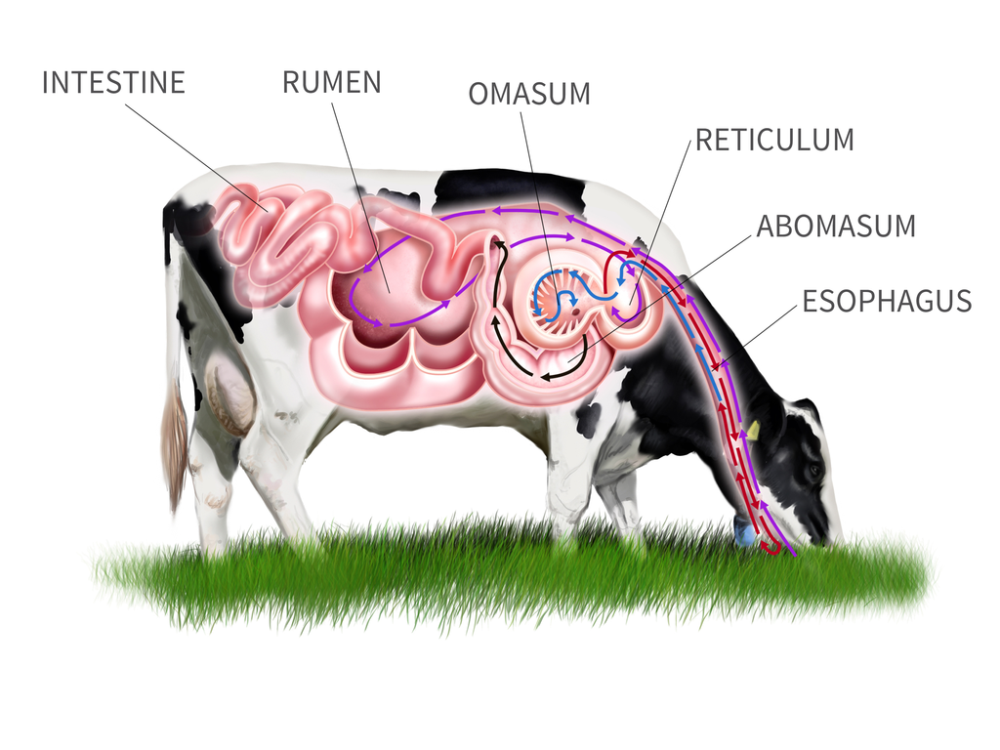 INTESTINE
RUMEN
OMASUM
RETICULUM
ABOMASUM
ESOPHAGUS